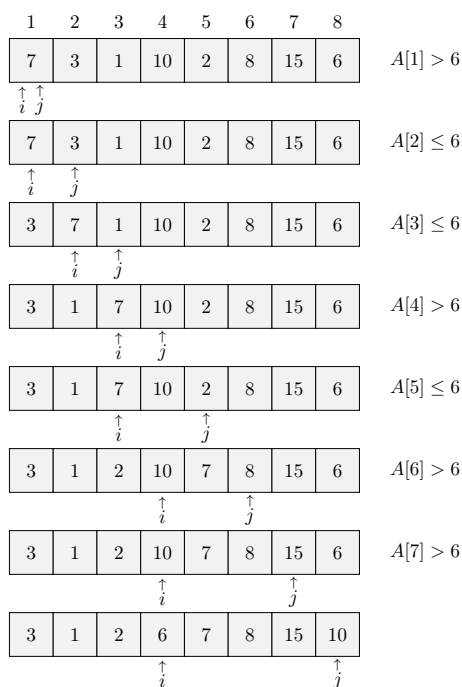 1 2 3 4 5 6 7 8
7 3 1 10 2 8 15 6 A[1] > 6
↑ ↑
i j
7 3 1 10 2 8 15 6 A[2] ≤ 6
↑ ↑
i j
3 7 1 10 2 8 15 6 A[3] ≤ 6
↑ ↑
i j
3 1 7 10 2 8 15 6 A[4] > 6
↑ ↑
i j
3 1 7 10 2 8 15 6 A[5] ≤ 6
↑ ↑
i j
3 1 2 10 7 8 15 6 A[6] > 6
↑ ↑
i j
3 1 2 10 7 8 15 6 A[7] > 6
↑ ↑
i j
3 1 2 6 7 8 15 10
↑ ↑
i j